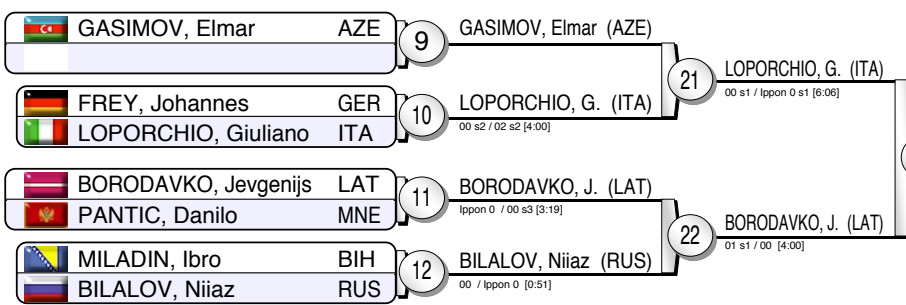 GASIMOV, Elmar AZE
9
GASIMOV, Elmar (AZE)
FREY, Johannes GER
LOPORCHIO, Giuliano ITA
10
LOPORCHIO, G. (ITA)
00 s2 / 02 s2 [4:00]
21
LOPORCHIO, G. (ITA)
00 s1 / Ippon 0 s1 [6:06]
BORODAVKO, Jevgenijs LAT
PANTIC, Danilo MNE
11
BORODAVKO, J. (LAT)
Ippon 0 / 00 s3 [3:19]
MILADIN, Ibro BIH
BILALOV, Niiaz RUS
12
BILALOV, Niiaz (RUS)
00 / Ippon 0 [0:51]
22
BORODAVKO, J. (LAT)
01 s1 / 00 [4:00]